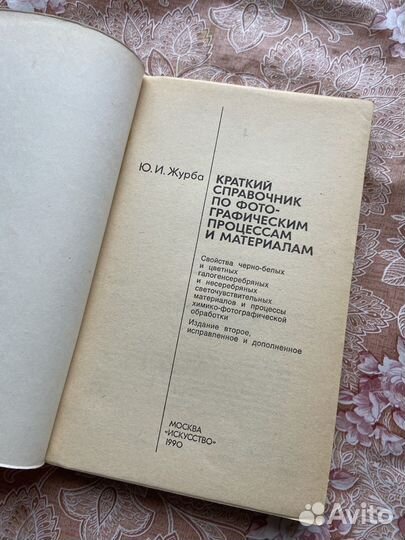 Ю. И. Журба
КРАТКИЙ
СПРАВОЧНИК
ПО ФОТО-
ГРАФИЧЕСКИМ
ПРОЦЕССАМ
И МАТЕРИАЛАМ
Свойства черно-белых
и цветных
галогенсеребряных
и несеребряных
светочувствительных
материалов и процессы
химико-фотографической
обработки
Издание второе,
исправленное и дополненное
МОСКВА
"ИСКУССТВО"
1990
Avito